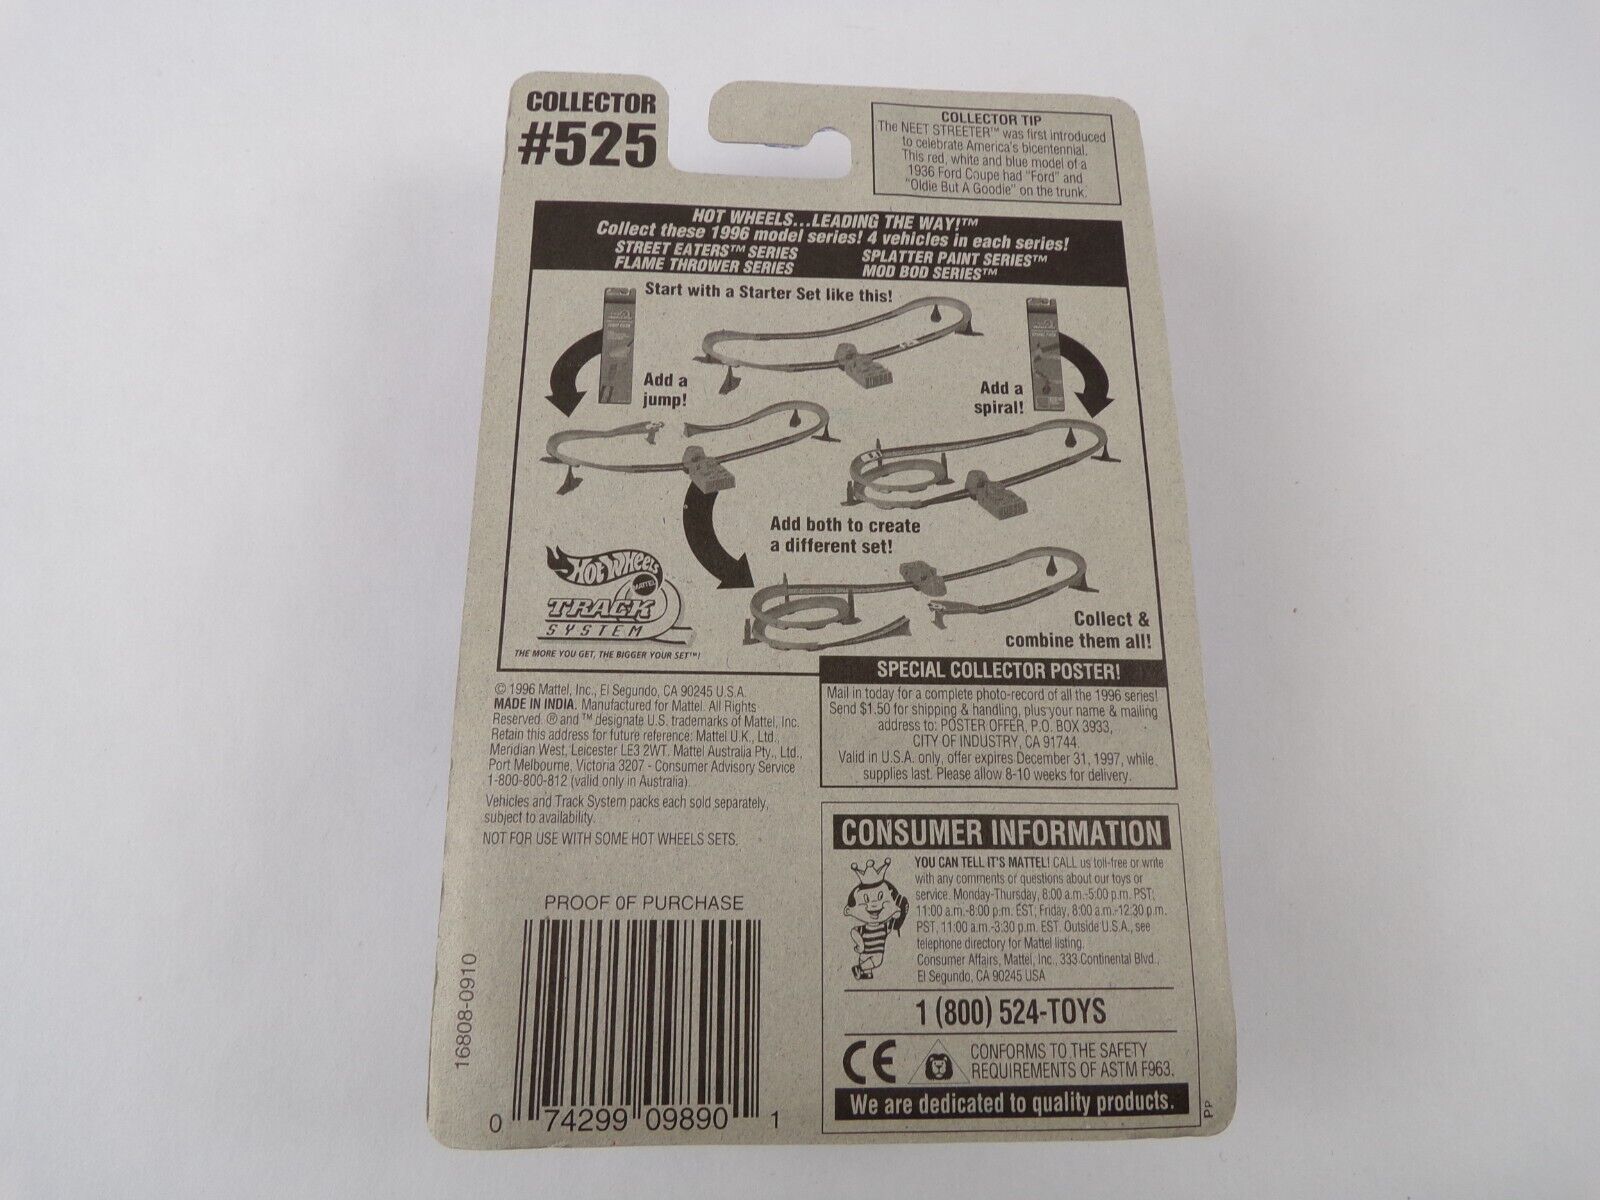 COLLECTOR
#525
COLLECTOR TIP
The NEET STREETER™ was first introduced
to celebrate America's bicentennial.
This red, white and blue model of a
1936 Ford Coupe had "Ford" and
"Oldie But A Goodie" on the trunk.
HOT WHEELS...LEADING THE WAY!™
Collect these 1996 model series! 4 vehicles in each series!
STREET EATERS™ SERIES SPLATTER PAINT SERIES™
FLAME THROWER SERIES MOD BOD SERIES™
Start with a Starter Set like this!
Add a
jump!
Add a
spiral!
Add both to create
a different set!
Hot Wheels
MATTEL
TRACK
SYSTEM
THE MORE YOU GET, THE BIGGER YOUR SET™!
Collect &
combine them all!
SPECIAL COLLECTOR POSTER!
Mail in today for a complete photo-record of all the 1996 series!
Send $1.50 for shipping & handling, plus your name & mailing
address to: POSTER OFFER, P.O. BOX 3933,
CITY OF INDUSTRY, CA 91744.
Valid in U.S.A. only, offer expires December 31, 1997, while
supplies last. Please allow 8-10 weeks for delivery.
© 1996 Mattel, Inc., El Segundo, CA 90245 U.S.A.
MADE IN INDIA. Manufactured for Mattel. All Rights
Reserved. ® and ™ designate U.S. trademarks of Mattel, Inc.
Retain this address for future reference: Mattel U.K., Ltd.,
Meridian West, Leicester LE3 2WT. Mattel Australia Pty., Ltd.,
Port Melbourne, Victoria 3207 - Consumer Advisory Service
1-800-800-812 (valid only in Australia).
Vehicles and Track System packs each sold separately,
subject to availability.
NOT FOR USE WITH SOME HOT WHEELS SETS.
CONSUMER INFORMATION
YOU CAN TELL IT'S MATTEL! CALL us toll-free or write
with any comments or questions about our toys or
service. Monday-Thursday, 8:00 a.m.-5:00 p.m. PST;
11:00 a.m.-8:00 p.m. EST; Friday, 8:00 a.m.-12:30 p.m.
PST, 11:00 a.m.-3:30 p.m. EST. Outside U.S.A., see
telephone directory for Mattel listing.
Consumer Affairs, Mattel, Inc., 333 Continental Blvd.,
El Segundo, CA 90245 USA
1 (800) 524-TOYS
CE
CONFORMS TO THE SAFETY
REQUIREMENTS OF ASTM F963.
We are dedicated to quality products.
PP
PROOF OF PURCHASE
16808-0910
0 74299 09890 1